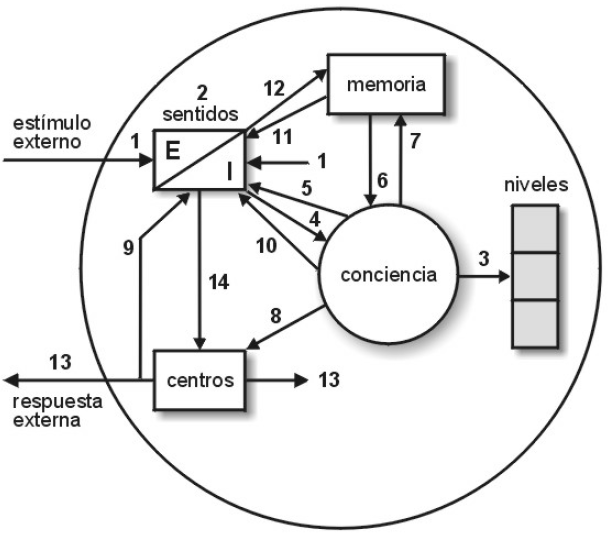 2
sentidos
12
memoria
estímulo
externo
1
E
I
11
1
7
6
5
4
niveles
9
10
conciencia
3
14
8
13
centros
13
respuesta
externa